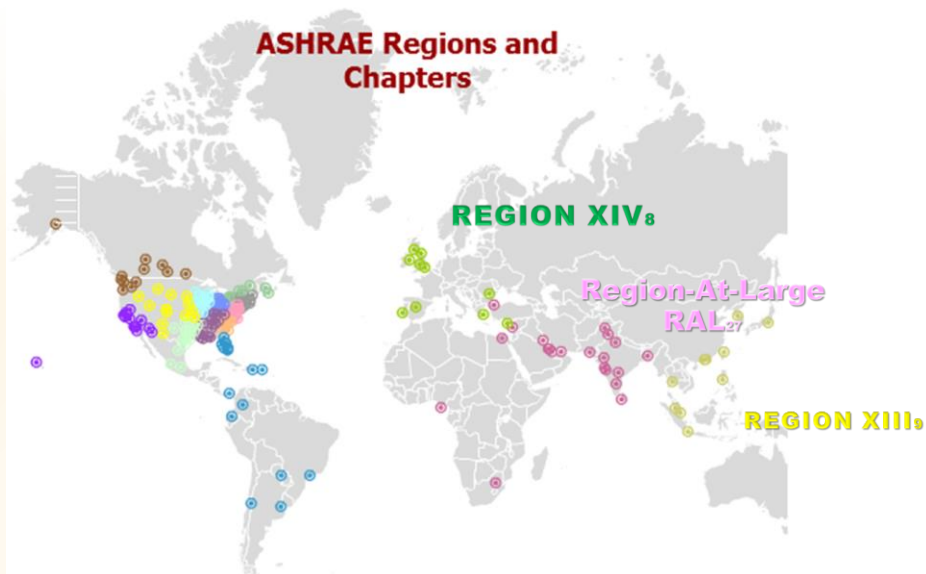 ASHRAE Regions and
Chapters
REGION XIV8
Region-At-Large
RAL27
REGION XIII9